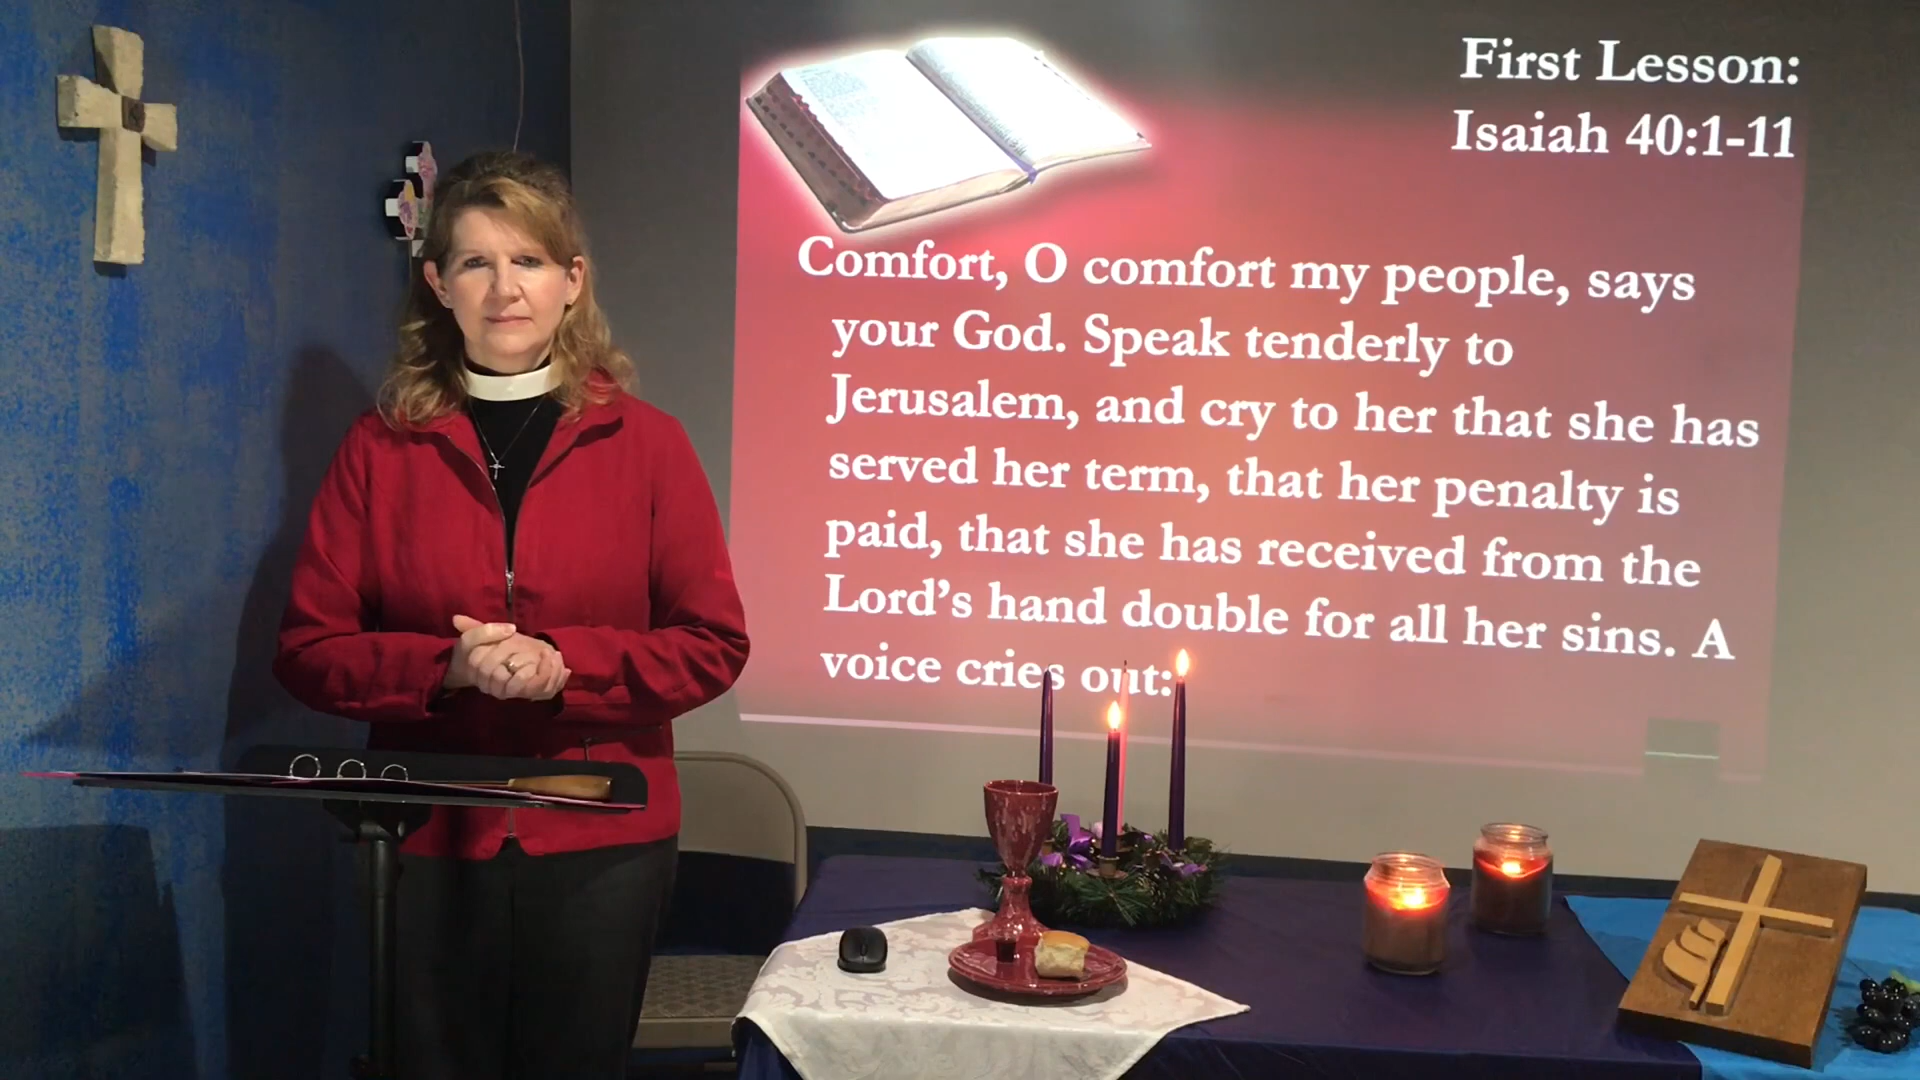 First Lesson:
Isaiah 40:1-11
Comfort, O comfort my people, says
your God. Speak tenderly to
Jerusalem, and cry to her that she has
served her term, that her penalty is
paid, that she has received from the
Lord’s hand double for all her sins. A
voice cries out: